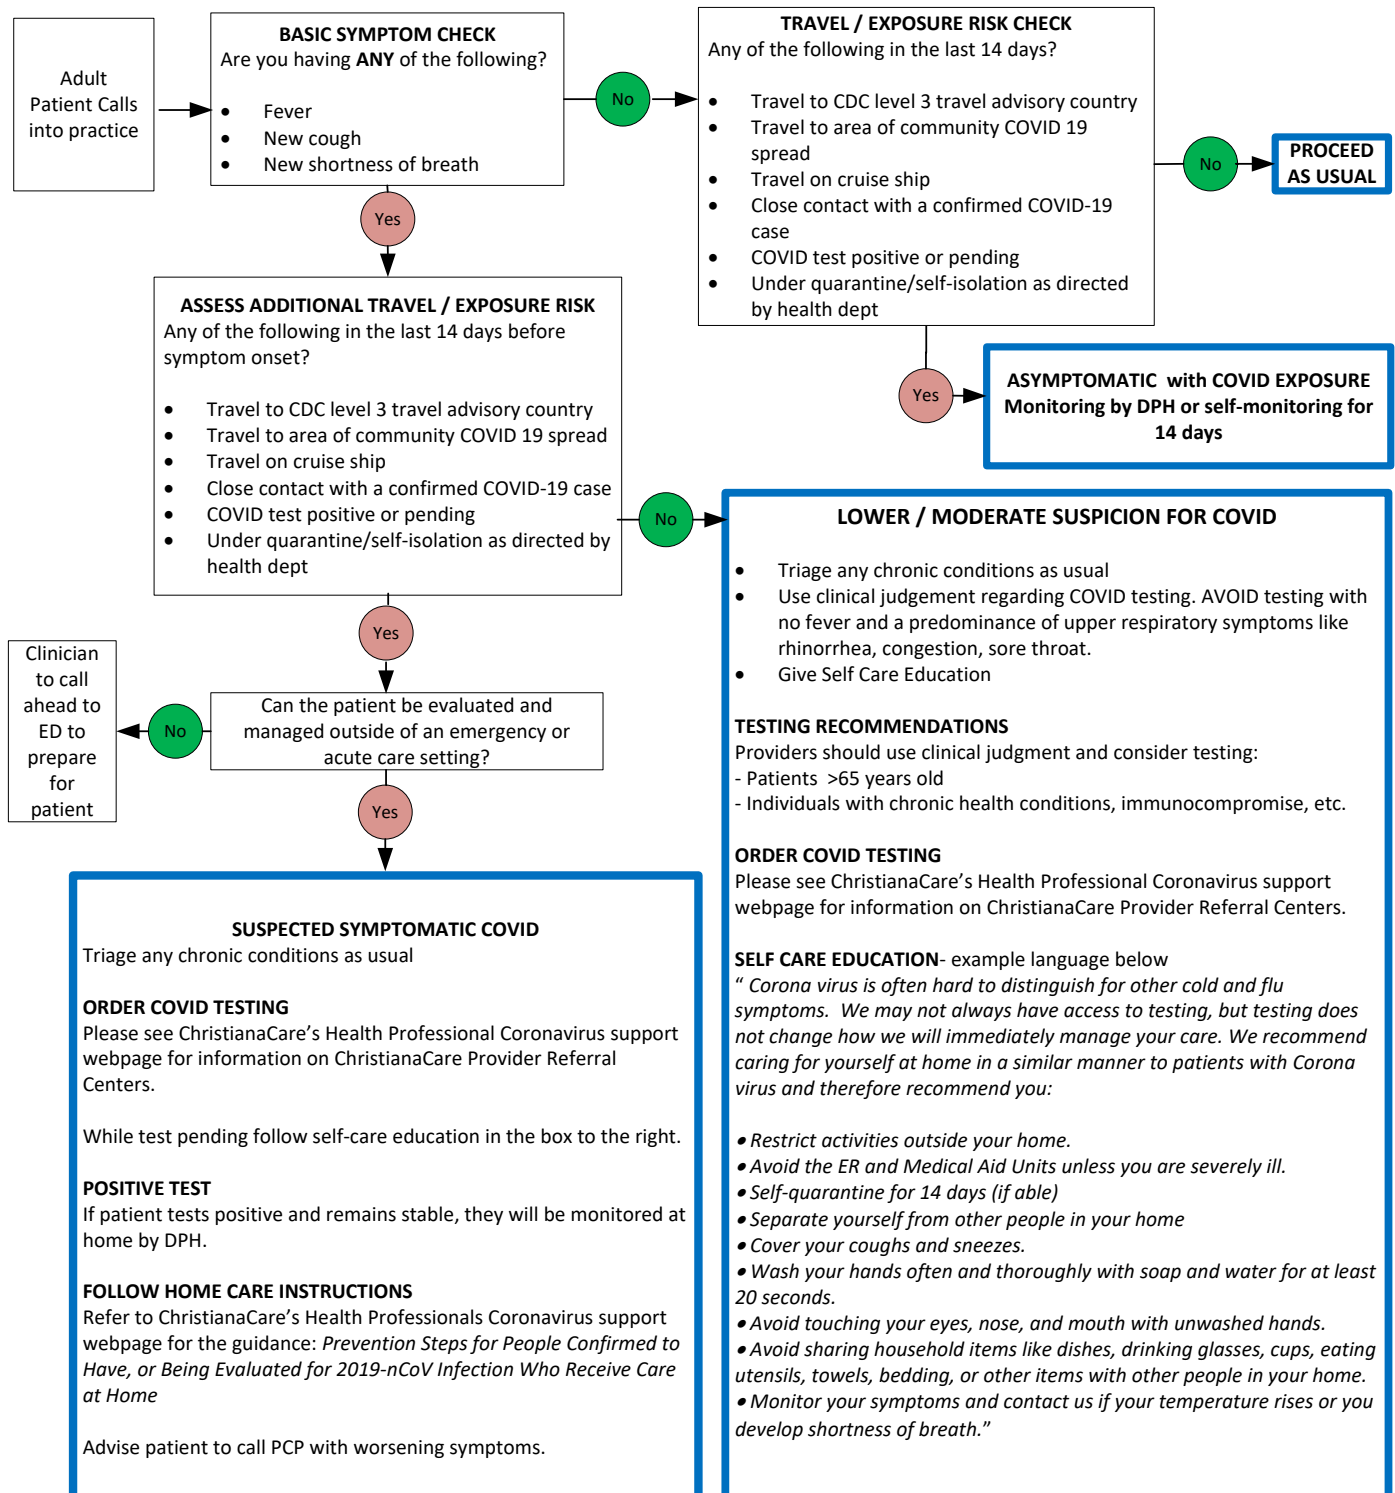 Adult
Patient Calls
into practice
BASIC SYMPTOM CHECK
Are you having ANY of the following?
• Fever
• New cough
• New shortness of breath
No
TRAVEL / EXPOSURE RISK CHECK
Any of the following in the last 14 days?
• Travel to CDC level 3 travel advisory country
• Travel to area of community COVID 19
spread
• Travel on cruise ship
• Close contact with a confirmed COVID-19
case
• COVID test positive or pending
• Under quarantine/self-isolation as directed
by health dept
No
PROCEED
AS USUAL
Yes
ASYMPTOMATIC with COVID EXPOSURE
Monitoring by DPH or self-monitoring for
14 days
Yes
ASSESS ADDITIONAL TRAVEL / EXPOSURE RISK
Any of the following in the last 14 days before
symptom onset?
• Travel to CDC level 3 travel advisory country
• Travel to area of community COVID 19 spread
• Travel on cruise ship
• Close contact with a confirmed COVID-19 case
• COVID test positive or pending
• Under quarantine/self-isolation as directed by
health dept
No
Yes
Can the patient be evaluated and
managed outside of an emergency or
acute care setting?
No
Clinician
to call
ahead to
ED to
prepare
for
patient
Yes
SUSPECTED SYMPTOMATIC COVID
Triage any chronic conditions as usual
ORDER COVID TESTING
Please see ChristianaCare's Health Professional Coronavirus support
webpage for information on ChristianaCare Provider Referral
Centers.
While test pending follow self-care education in the box to the right.
POSITIVE TEST
If patient tests positive and remains stable, they will be monitored at
home by DPH.
FOLLOW HOME CARE INSTRUCTIONS
Refer to ChristianaCare's Health Professionals Coronavirus support
webpage for the guidance: Prevention Steps for People Confirmed to
Have, or Being Evaluated for 2019-nCoV Infection Who Receive Care
at Home
Advise patient to call PCP with worsening symptoms.
LOWER / MODERATE SUSPICION FOR COVID
• Triage any chronic conditions as usual
• Use clinical judgement regarding COVID testing. AVOID testing with
no fever and a predominance of upper respiratory symptoms like
rhinorrhea, congestion, sore throat.
• Give Self Care Education
TESTING RECOMMENDATIONS
Providers should use clinical judgment and consider testing:
- Patients >65 years old
- Individuals with chronic health conditions, immunocompromise, etc.
ORDER COVID TESTING
Please see ChristianaCare's Health Professional Coronavirus support
webpage for information on ChristianaCare Provider Referral Centers.
SELF CARE EDUCATION- example language below
“ Corona virus is often hard to distinguish for other cold and flu
symptoms. We may not always have access to testing, but testing does
not change how we will immediately manage your care. We recommend
caring for yourself at home in a similar manner to patients with Corona
virus and therefore recommend you:
• Restrict activities outside your home.
• Avoid the ER and Medical Aid Units unless you are severely ill.
• Self-quarantine for 14 days (if able)
• Separate yourself from other people in your home
• Cover your coughs and sneezes.
• Wash your hands often and thoroughly with soap and water for at least
20 seconds.
• Avoid touching your eyes, nose, and mouth with unwashed hands.
• Avoid sharing household items like dishes, drinking glasses, cups, eating
utensils, towels, bedding, or other items with other people in your home.
• Monitor your symptoms and contact us if your temperature rises or you
develop shortness of breath.”